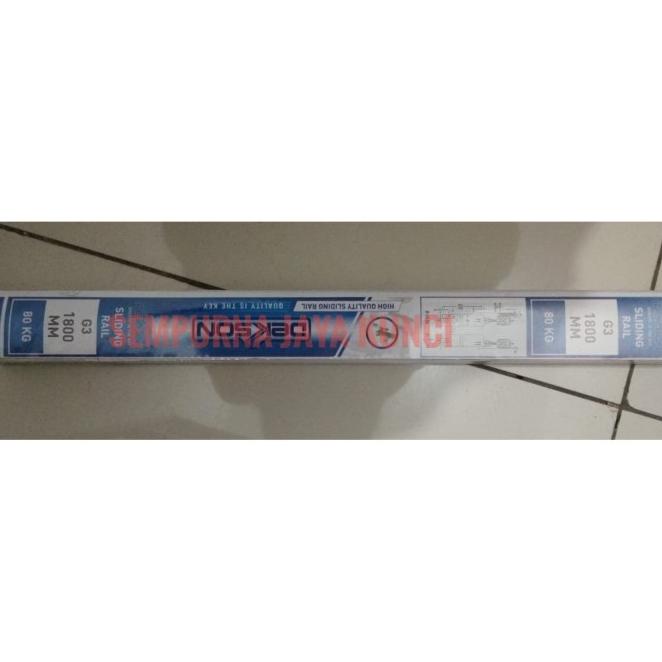 80 KG
G3
1800
MM
SLIDING
RAIL
DEKSON
QUALITY IS THE KEY
HIGH QUALITY SLIDING RAIL
SEMPURNA JAYA KUNCI
80 KG
G3
1800
MM
SLIDING
RAIL